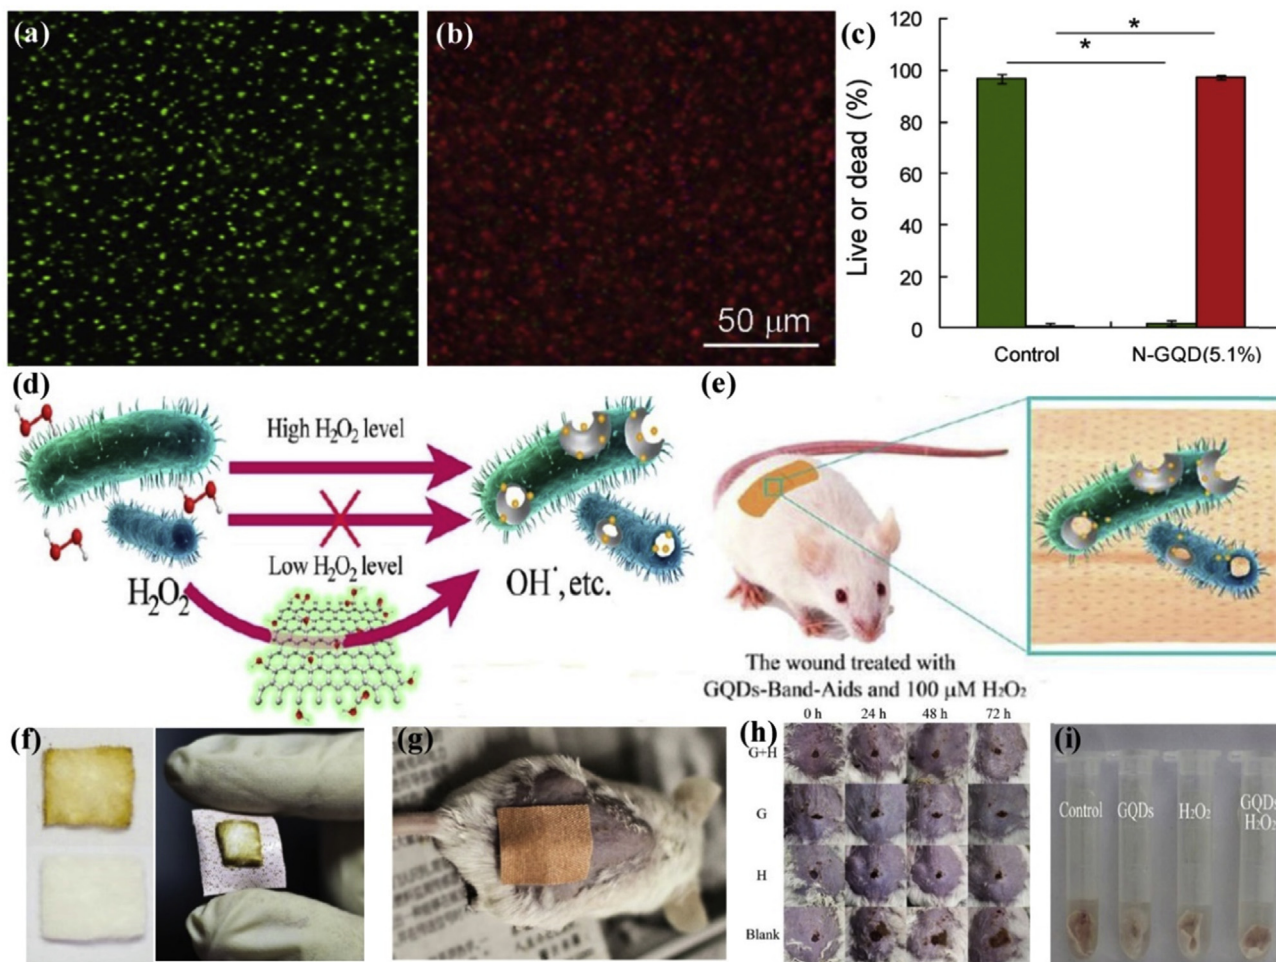 (a)
(b)
50 μm
(c)
Live or dead (%)
120
100
80
60
40
20
0
*
*
Control
N-GQD(5.1%)
(d)
High H₂O₂ level
Low H₂O₂ level
H₂O₂
OH˙, etc.
(e)
The wound treated with
GQDs-Band-Aids and 100 μM H₂O₂
(f)
(g)
(h)
0 h 24 h 48 h 72 h
G+H
G
H
Blank
(i)
Control
GQDs
H₂O₂
GQDs
H₂O₂